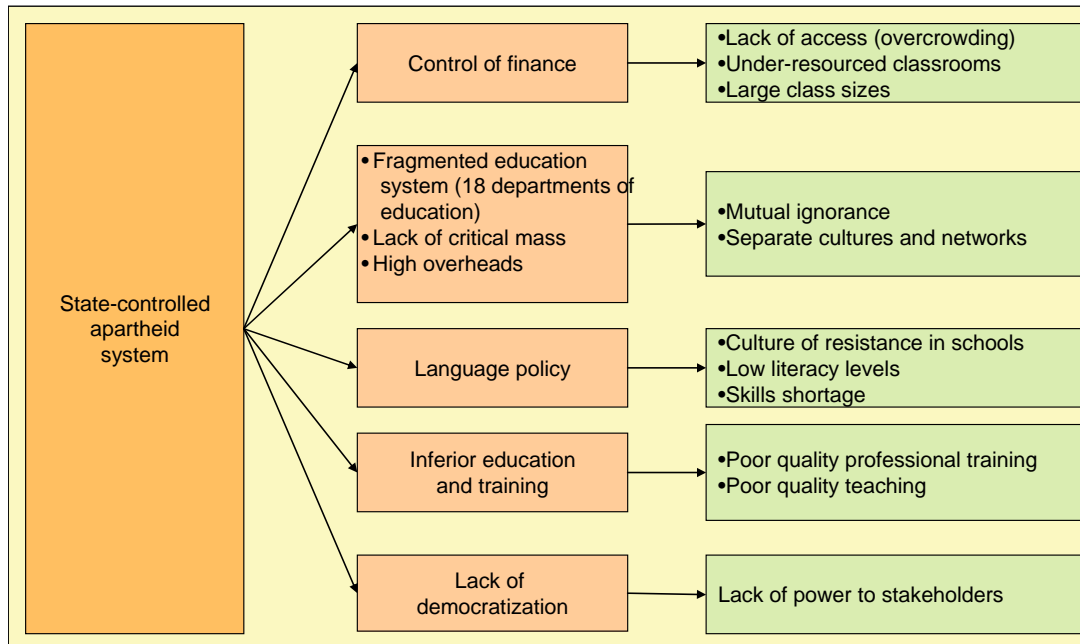 State-controlled
apartheid
system
Control of finance
•Lack of access (overcrowding)
•Under-resourced classrooms
•Large class sizes
•Fragmented education
system (18 departments of
education)
•Lack of critical mass
•High overheads
•Mutual ignorance
•Separate cultures and networks
Language policy
•Culture of resistance in schools
•Low literacy levels
•Skills shortage
Inferior education
and training
•Poor quality professional training
•Poor quality teaching
Lack of
democratization
Lack of power to stakeholders